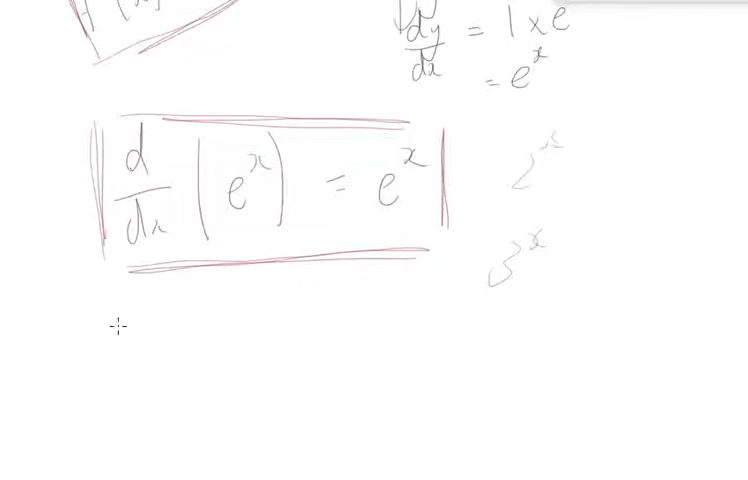 dy/dx = 1 x e
= e^x
d/dx (e^x) = e^x
2^x
3^x